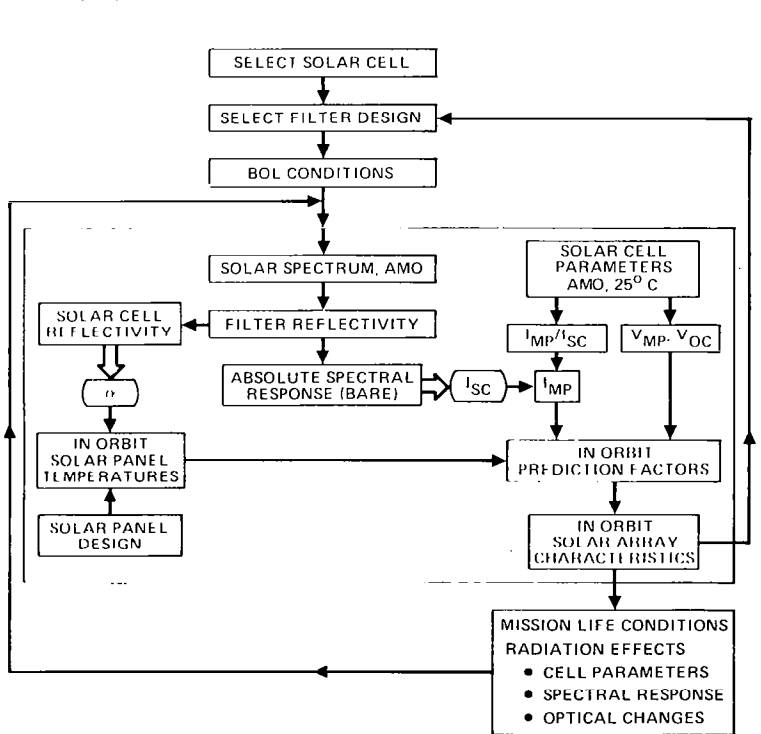 SELECT SOLAR CELL
SELECT FILTER DESIGN
BOL CONDITIONS
SOLAR SPECTRUM, AMO
SOLAR CELL
PARAMETERS
AMO, 25° C
SOLAR CELL
REFLECTIVITY
FILTER REFLECTIVITY
IMP/ISC
VMP, VOC
ABSOLUTE SPECTRAL
RESPONSE (BARE)
ISC
IMP
α
IN ORBIT
SOLAR PANEL
TEMPERATURES
IN ORBIT
PREDICTION FACTORS
SOLAR PANEL
DESIGN
IN ORBIT
SOLAR ARRAY
CHARACTERISTICS
MISSION LIFE CONDITIONS
RADIATION EFFECTS
• CELL PARAMETERS
• SPECTRAL RESPONSE
• OPTICAL CHANGES